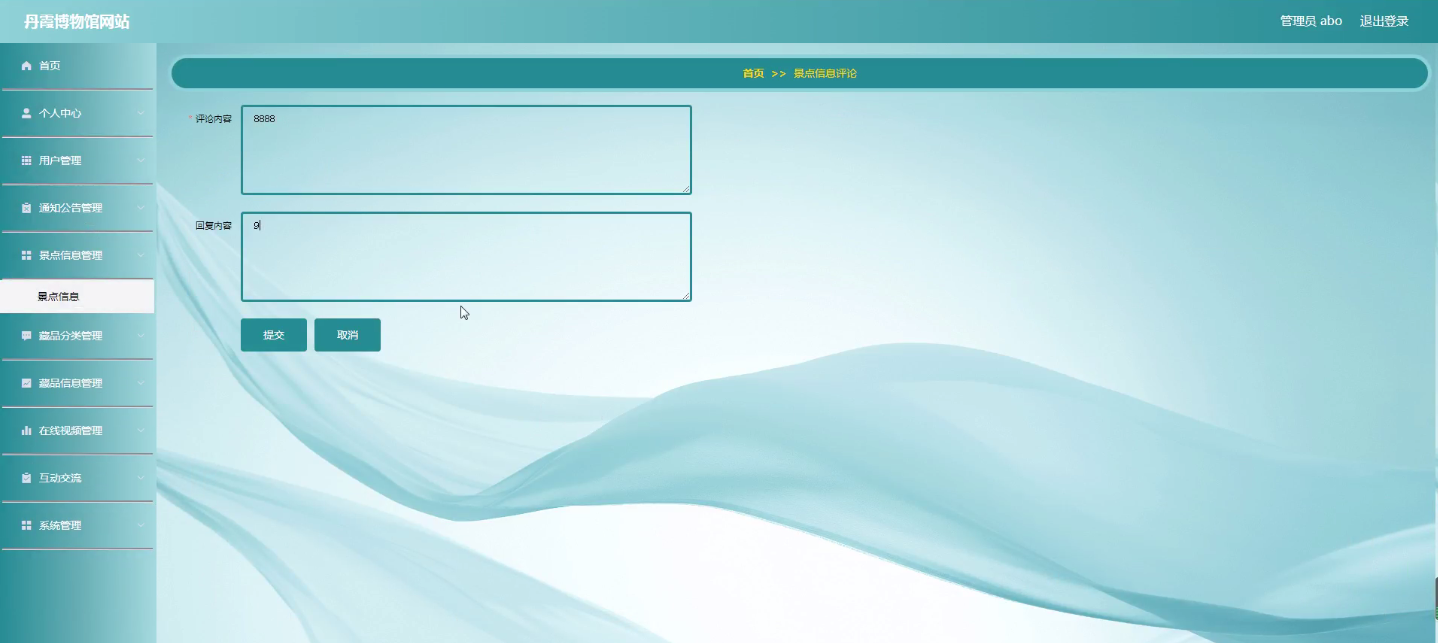 丹霞博物馆网站
管理员 abo 退出登录
首页
个人中心
用户管理
通知公告管理
景点信息管理
景点信息
藏品分类管理
藏品信息管理
在线视频管理
互动交流
系统管理
首页 >> 景点信息评论
* 评论内容 8888
回复内容 9
提交 取消